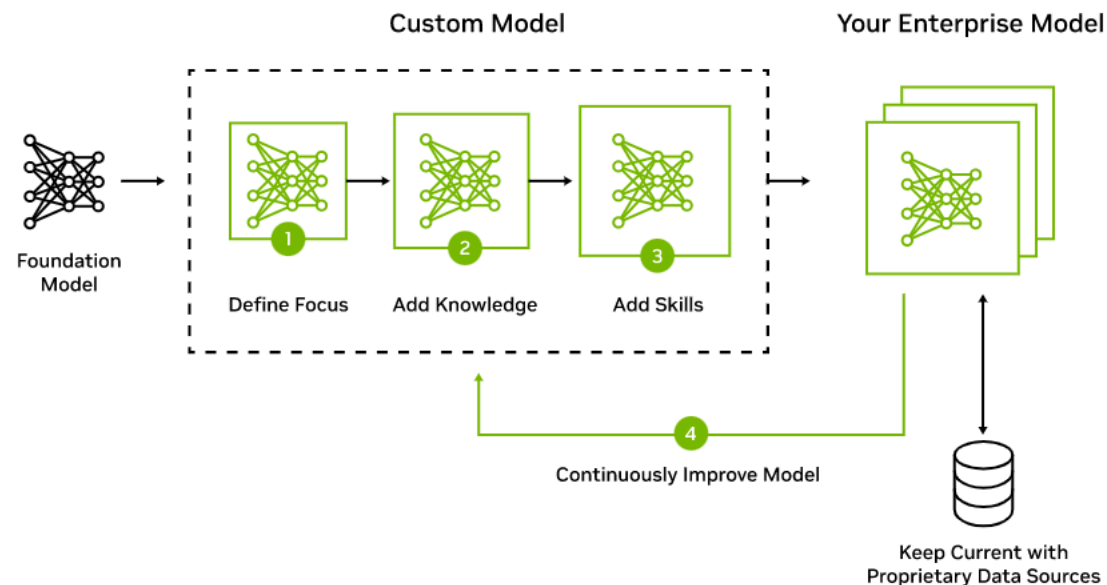 Custom Model
Your Enterprise Model
Foundation
Model
1
2
3
Define Focus
Add Knowledge
Add Skills
4
Continuously Improve Model
Keep Current with
Proprietary Data Sources